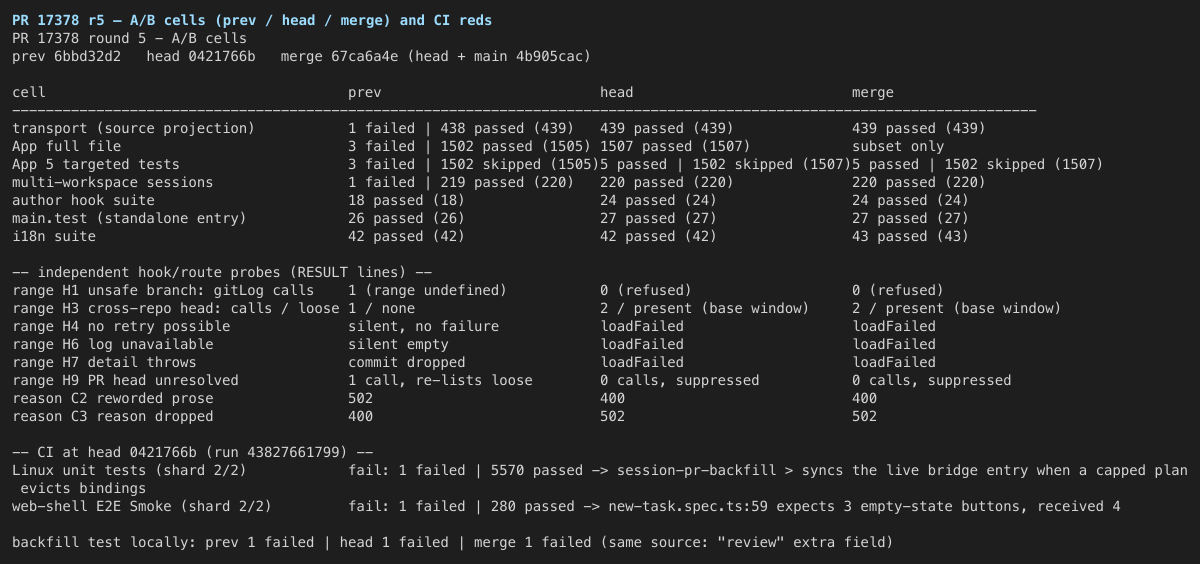 PR 17378 r5 — A/B cells (prev / head / merge) and CI reds
PR 17378 round 5 — A/B cells
prev 6bbd32d2   head 0421766b   merge 67ca6a4e (head + main 4b905cac)
cell   prev   head   merge
transport (source projection)   1 failed | 438 passed (439)   439 passed (439)   439 passed (439)
App full file   3 failed | 1502 passed (1505)   1507 passed (1507)   subset only
App 5 targeted tests   3 failed | 1502 skipped (1505)5 passed | 1502 skipped (1507)5 passed | 1502 skipped (1507)
multi-workspace sessions   1 failed | 219 passed (220)   220 passed (220)   220 passed (220)
author hook suite   18 passed (18)   24 passed (24)   24 passed (24)
main.test (standalone entry)   26 passed (26)   27 passed (27)   27 passed (27)
i18n suite   42 passed (42)   42 passed (42)   43 passed (43)
—— independent hook/route probes (RESULT lines) ——
range H1 unsafe branch: gitLog calls   1 (range undefined)   0 (refused)   0 (refused)
range H3 cross-repo head: calls / loose 1 / none   2 / present (base window)   2 / present (base window)
range H4 no retry possible   silent, no failure   loadFailed   loadFailed
range H6 log unavailable   silent empty   loadFailed   loadFailed
range H7 detail throws   commit dropped   loadFailed   loadFailed
range H9 PR head unresolved   1 call, re-lists loose   0 calls, suppressed   0 calls, suppressed
reason C2 reworded prose   502   400   400
reason C3 reason dropped   400   502   502
—— CI at head 0421766b (run 43827661799) ——
Linux unit tests (shard 2/2)   fail: 1 failed | 5570 passed —> session-pr-backfill > syncs the live bridge entry when a capped plan
evicts bindings
web-shell E2E Smoke (shard 2/2)   fail: 1 failed | 280 passed —> new-task.spec.ts:59 expects 3 empty-state buttons, received 4
backfill test locally: prev 1 failed | head 1 failed | merge 1 failed (same source: "review" extra field)